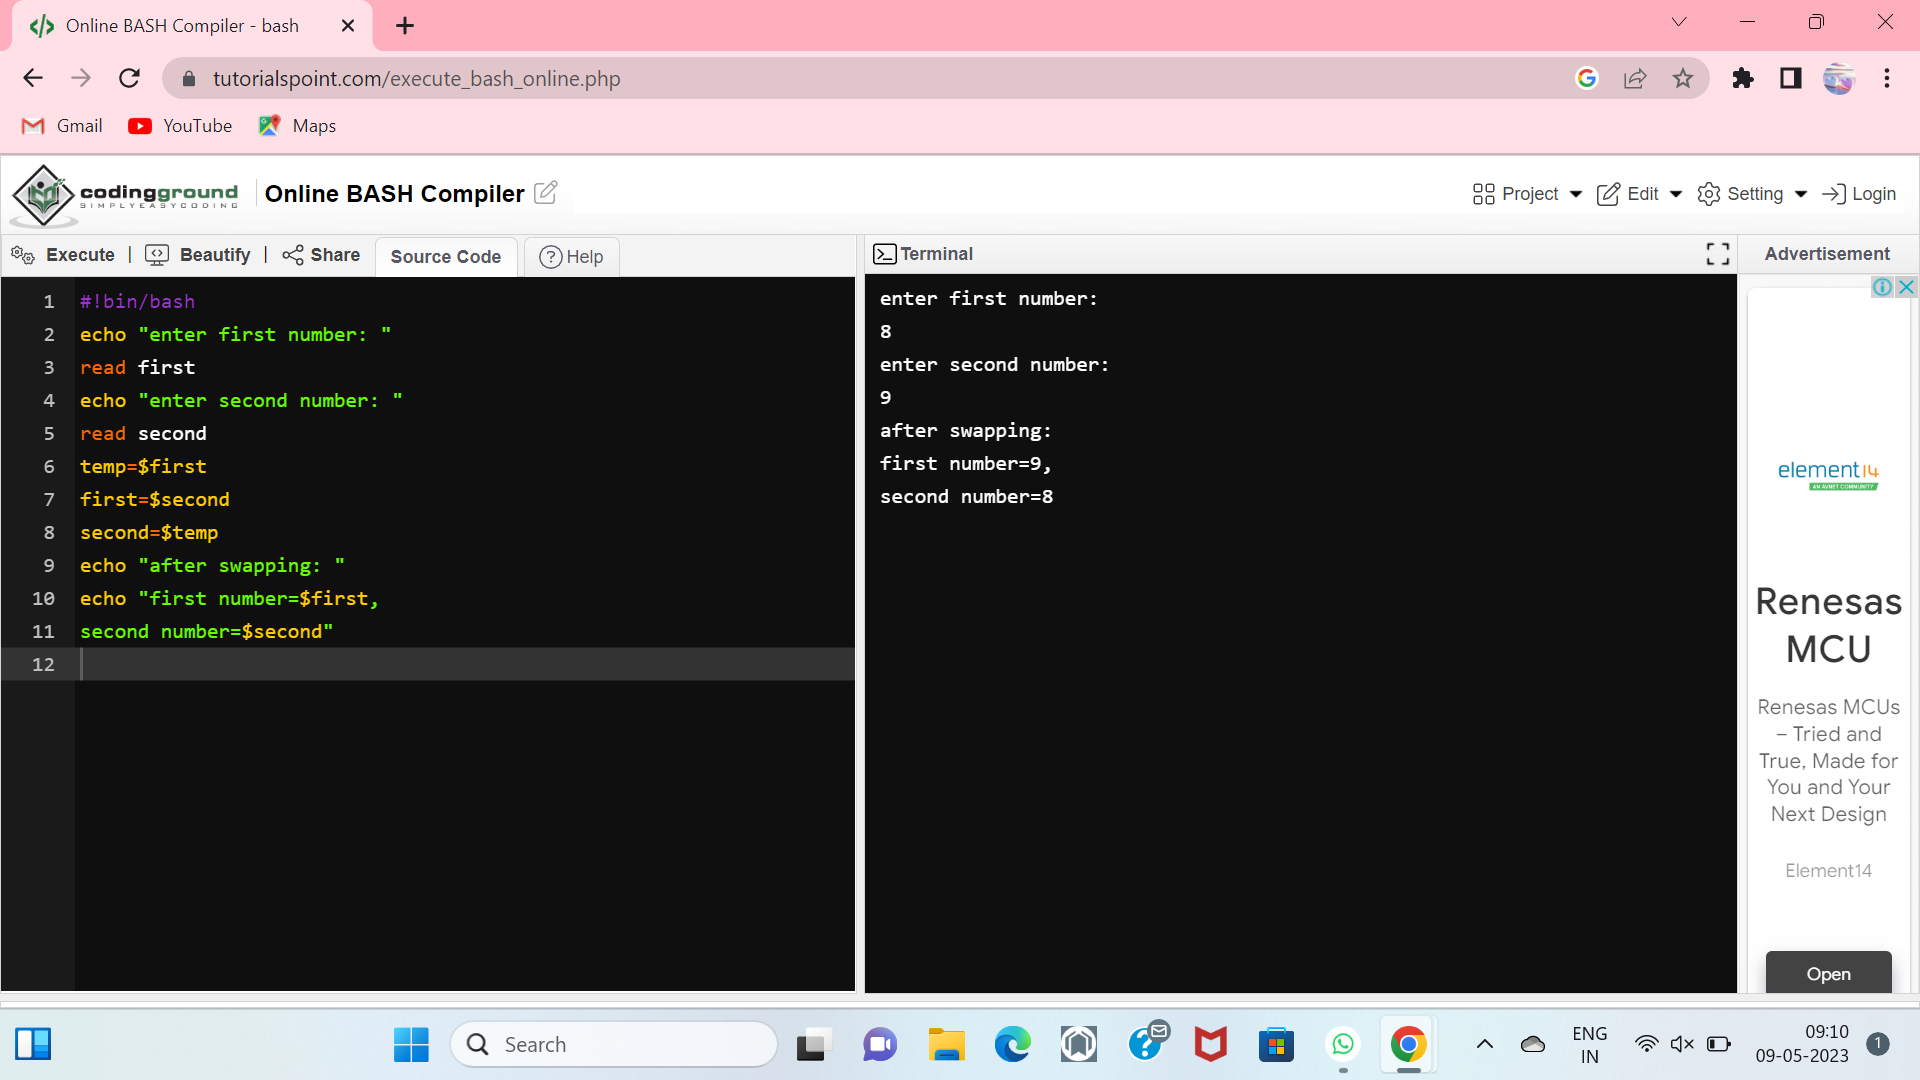 Online BASH Compiler - bash
tutorialspoint.com/execute_bash_online.php
Gmail YouTube Maps
codingground
SIMPLYEASYCODING
Online BASH Compiler
Project Edit Setting Login
Execute | Beautify | Share Source Code Help
Terminal
Advertisement
1 #!bin/bash
2 echo "enter first number: "
3 read first
4 echo "enter second number: "
5 read second
6 temp=$first
7 first=$second
8 second=$temp
9 echo "after swapping: "
10 echo "first number=$first,
11 second number=$second"
12
enter first number:
8
enter second number:
9
after swapping:
first number=9,
second number=8
element14
AN AVNET COMMUNITY
Renesas
MCU
Renesas MCUs
– Tried and
True, Made for
You and Your
Next Design
Element14
Open
Search
ENG
IN
09:10
09-05-2023
1